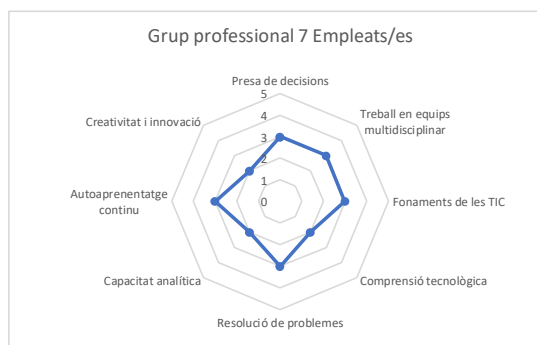 Grup professional 7 Empleats/es
Presa de decisions
5
4
3
2
1
0
Treball en equips
multidisciplinar
Fonaments de les TIC
Comprensió tecnològica
Resolució de problemes
Capacitat analítica
Autoaprenentatge
continu
Creativitat i innovació